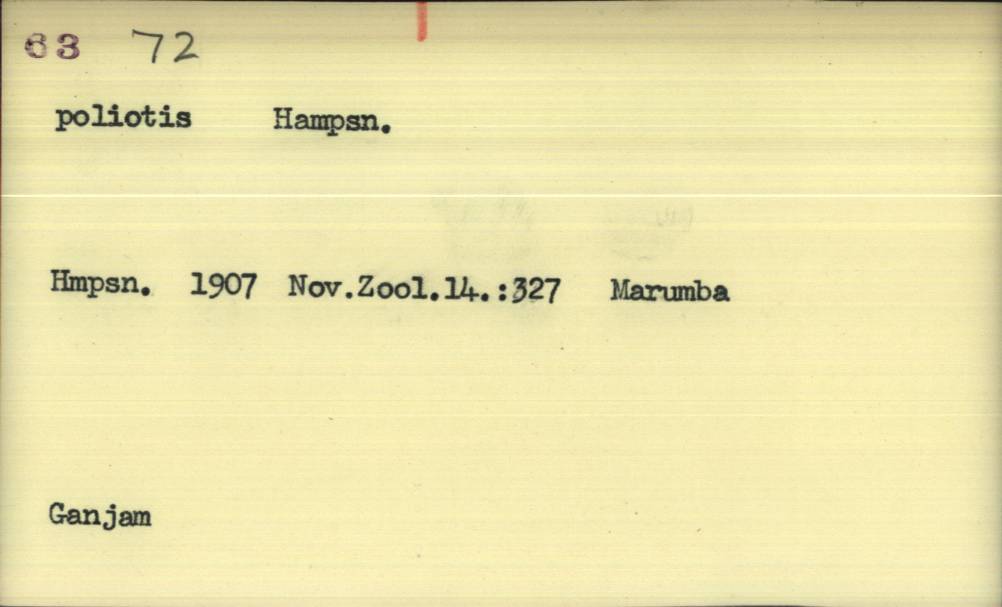 63 72
poliotis Hampsn.
Hmpsn. 1907 Nov.Zool.14.:327 Marumba
Ganjam